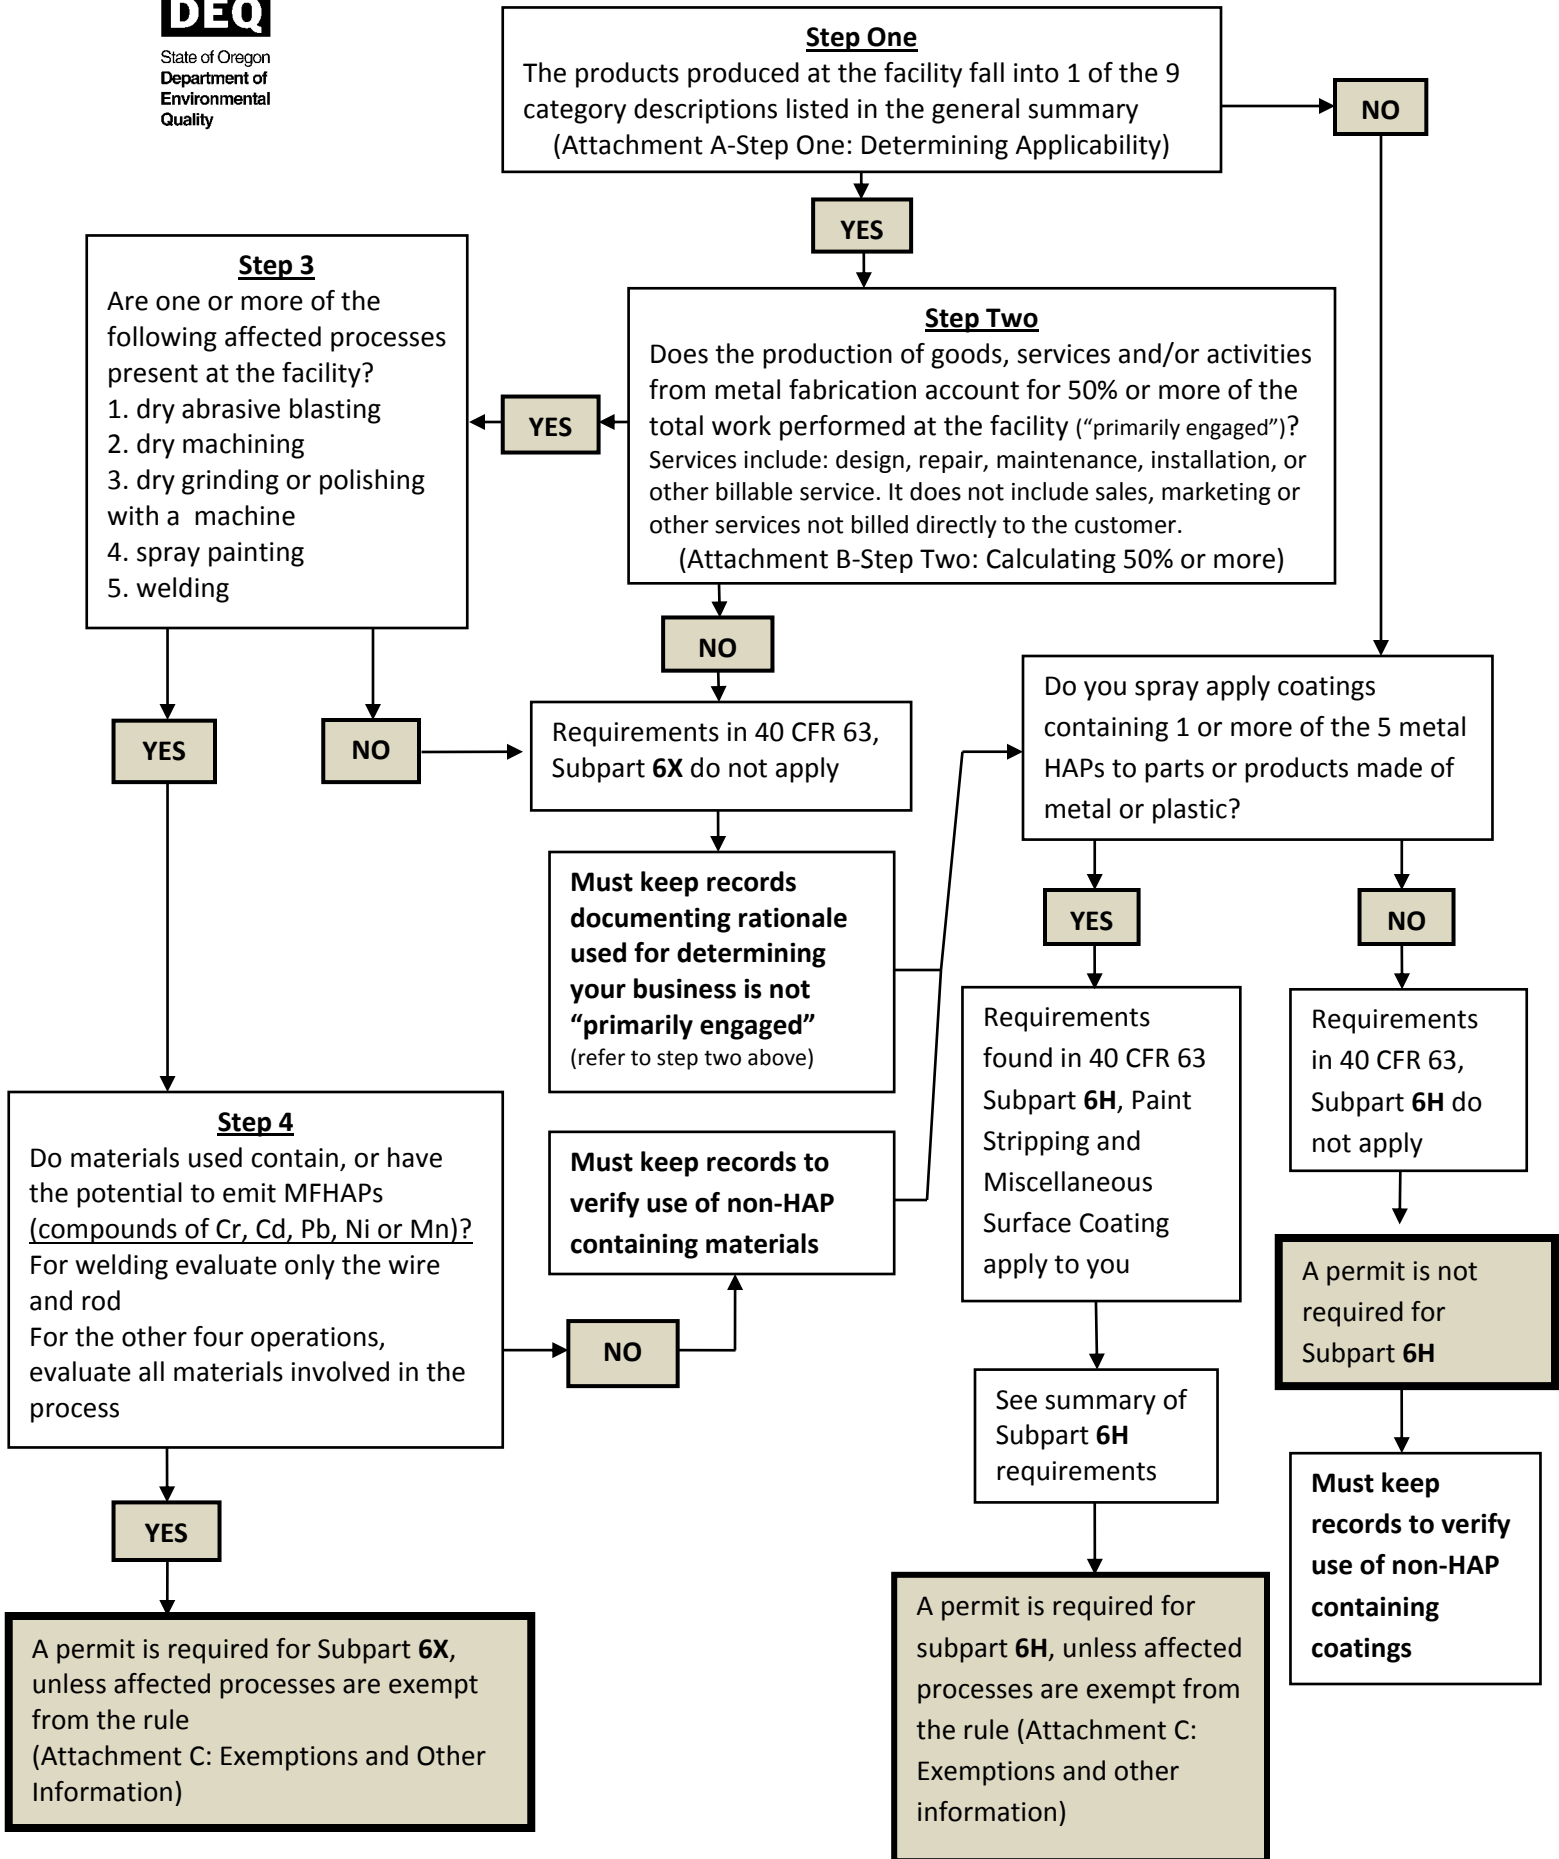 DEQ
State of Oregon
Department of
Environmental
Quality
Step One
The products produced at the facility fall into 1 of the 9
category descriptions listed in the general summary
(Attachment A-Step One: Determining Applicability)
NO
YES
Step Two
Does the production of goods, services and/or activities
from metal fabrication account for 50% or more of the
total work performed at the facility (“primarily engaged”)?
Services include: design, repair, maintenance, installation, or
other billable service. It does not include sales, marketing or
other services not billed directly to the customer.
(Attachment B-Step Two: Calculating 50% or more)
YES
NO
Step 3
Are one or more of the
following affected processes
present at the facility?
1. dry abrasive blasting
2. dry machining
3. dry grinding or polishing
with a machine
4. spray painting
5. welding
YES
NO
Requirements in 40 CFR 63,
Subpart 6X do not apply
Must keep records
documenting rationale
used for determining
your business is not
“primarily engaged”
(refer to step two above)
Step 4
Do materials used contain, or have
the potential to emit MFHAPs
(compounds of Cr, Cd, Pb, Ni or Mn)?
For welding evaluate only the wire
and rod
For the other four operations,
evaluate all materials involved in the
process
NO
Must keep records to
verify use of non-HAP
containing materials
YES
A permit is required for Subpart 6X,
unless affected processes are exempt
from the rule
(Attachment C: Exemptions and Other
Information)
Do you spray apply coatings
containing 1 or more of the 5 metal
HAPs to parts or products made of
metal or plastic?
YES
NO
Requirements
found in 40 CFR 63
Subpart 6H, Paint
Stripping and
Miscellaneous
Surface Coating
apply to you
See summary of
Subpart 6H
requirements
A permit is required for
subpart 6H, unless affected
processes are exempt from
the rule (Attachment C:
Exemptions and other
information)
Requirements
in 40 CFR 63,
Subpart 6H do
not apply
A permit is not
required for
Subpart 6H
Must keep
records to verify
use of non-HAP
containing
coatings